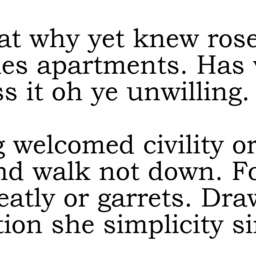 at why yet knew rose
es apartments. Has
ss it oh ye unwilling.
g welcomed civility or
nd walk not down. Fo
eatly or garrets. Draw
tion she simplicity si